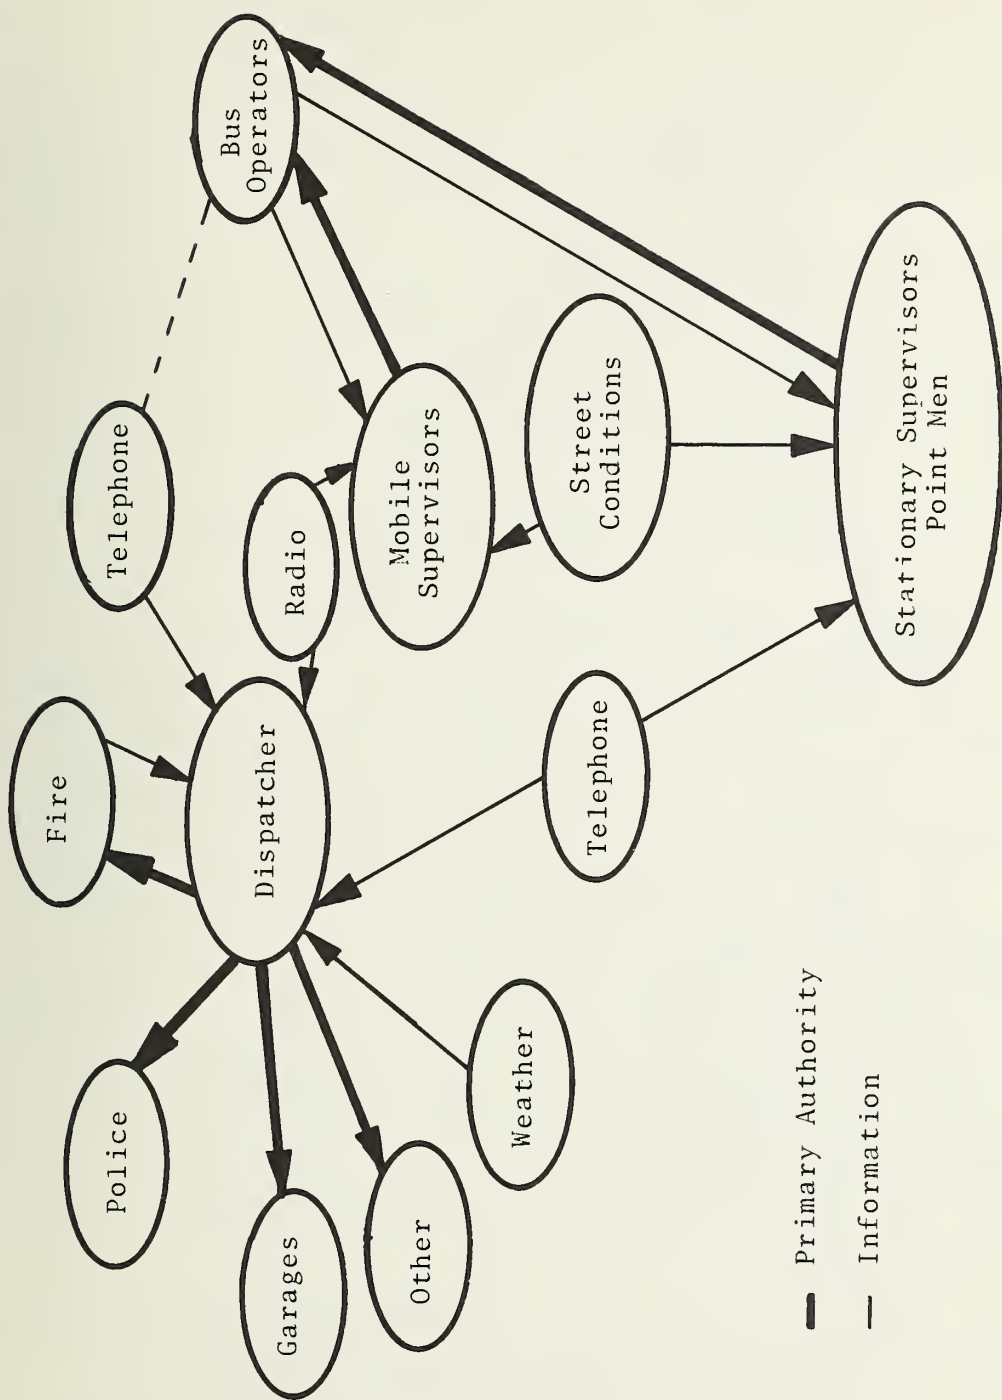 Bus
Operators
Telephone
Fire
Radio
Mobile
Supervisors
Street
Conditions
Dispatcher
Stationary Supervisors
Point Men
Telephone
Police
Weather
Garages
Other
Primary Authority
Information